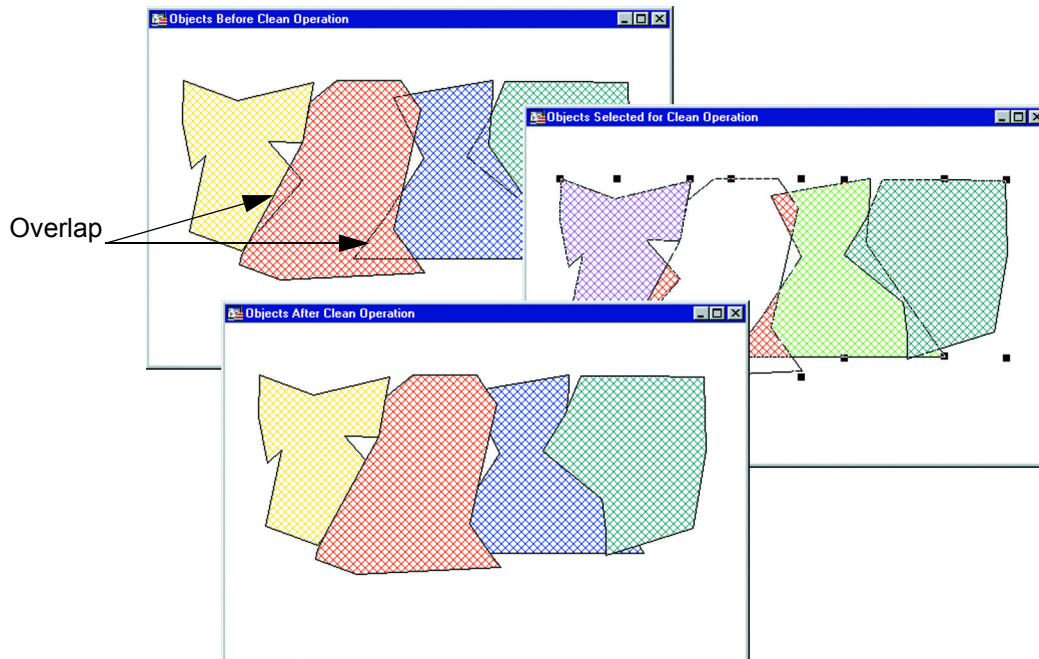 Objects Before Clean Operation
Objects Selected for Clean Operation
Overlap
Objects After Clean Operation